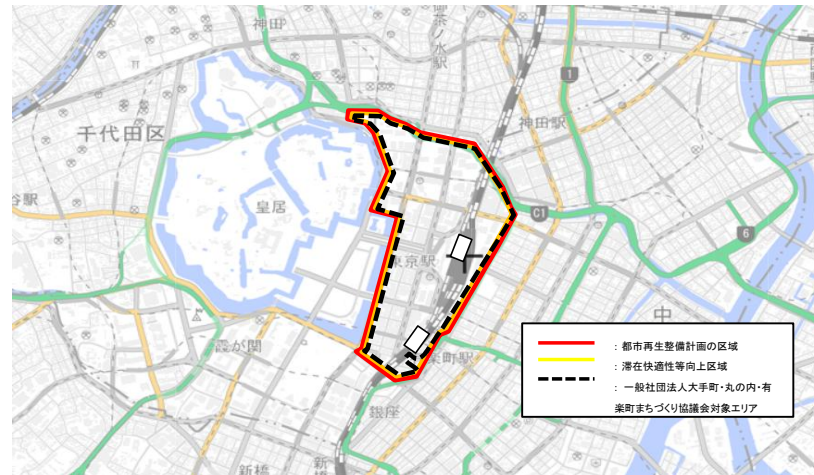 神田
御茶ノ水駅
1
神田駅
千代田区
谷駅
皇居
C1
6
東京駅
中
霞が関
楽町駅
銀座
新橋
新橋
：都市再生整備計画の区域
：滞在快適性等向上区域
：一般社団法人大手町・丸の内・有
楽町まちづくり協議会対象エリア